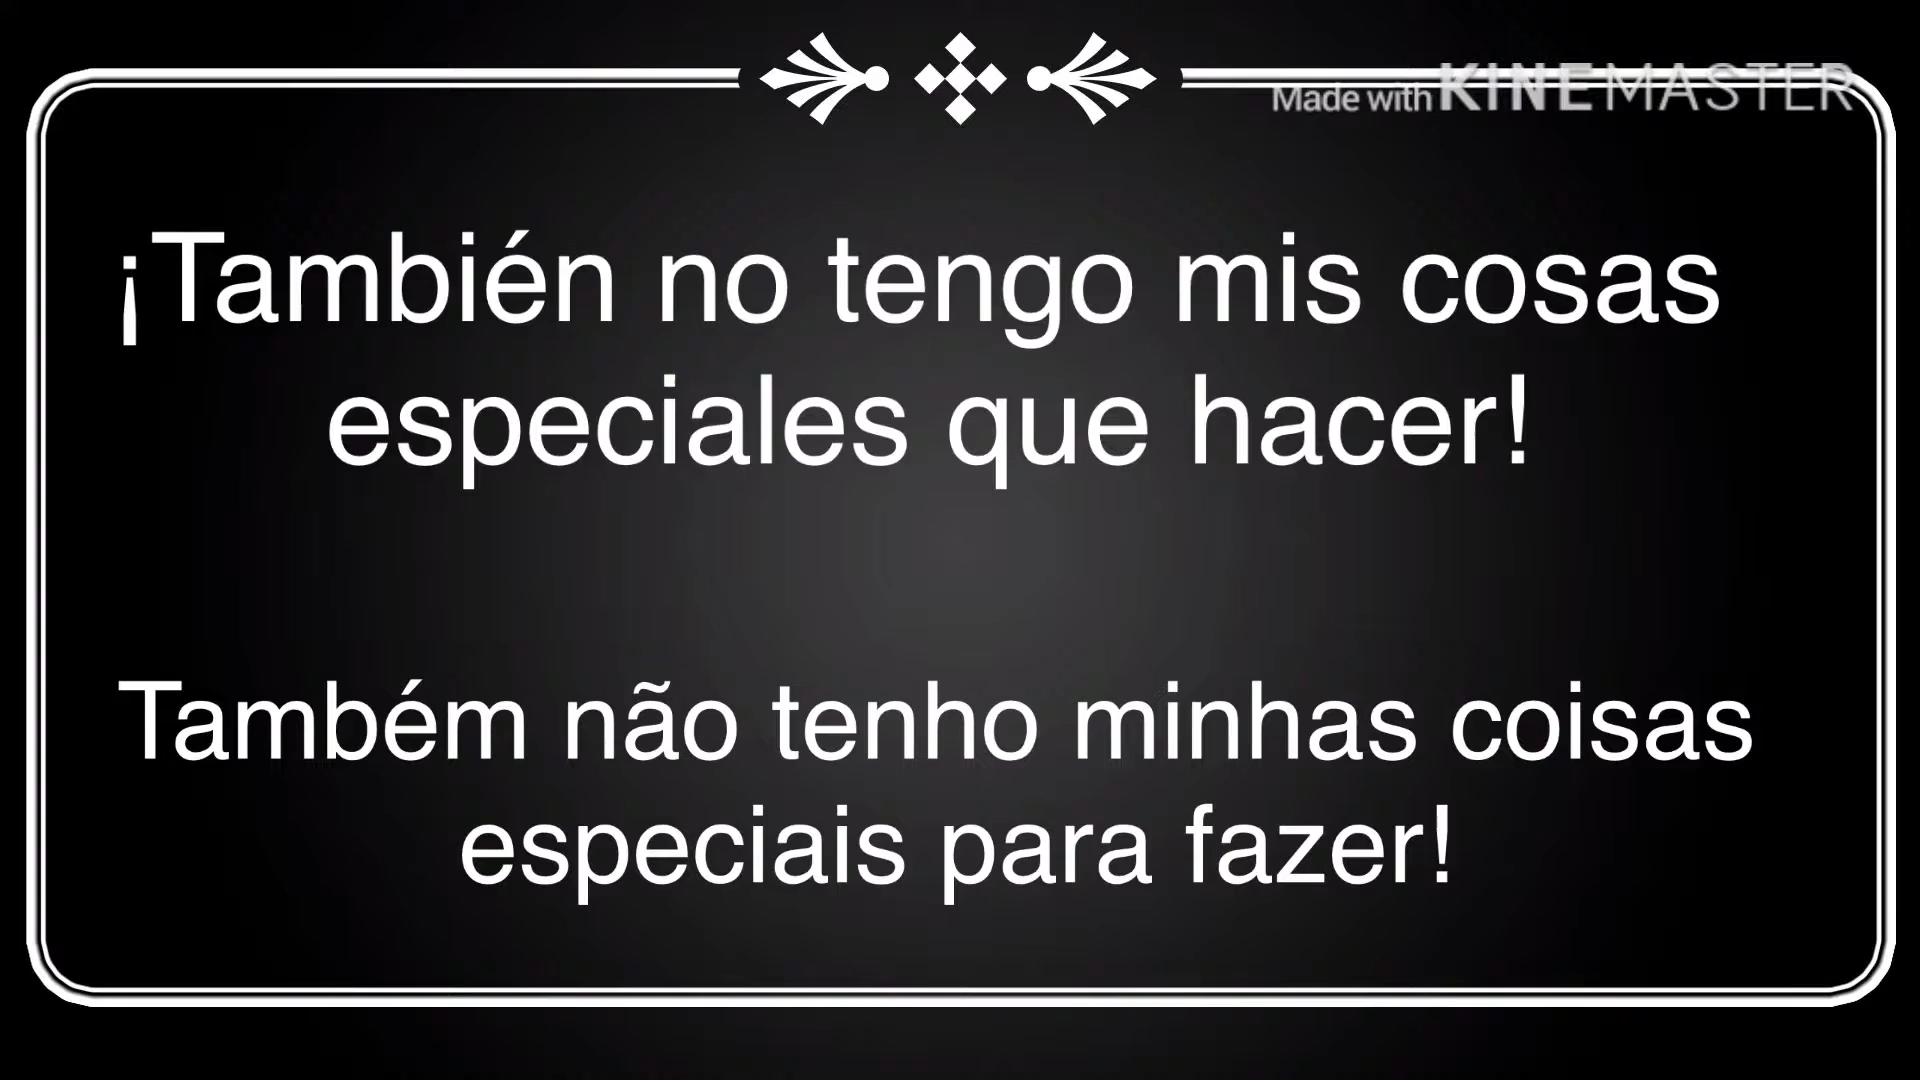 Made with KINEMASTER
¡También no tengo mis cosas
especiales que hacer!
Também não tenho minhas coisas
especiais para fazer!